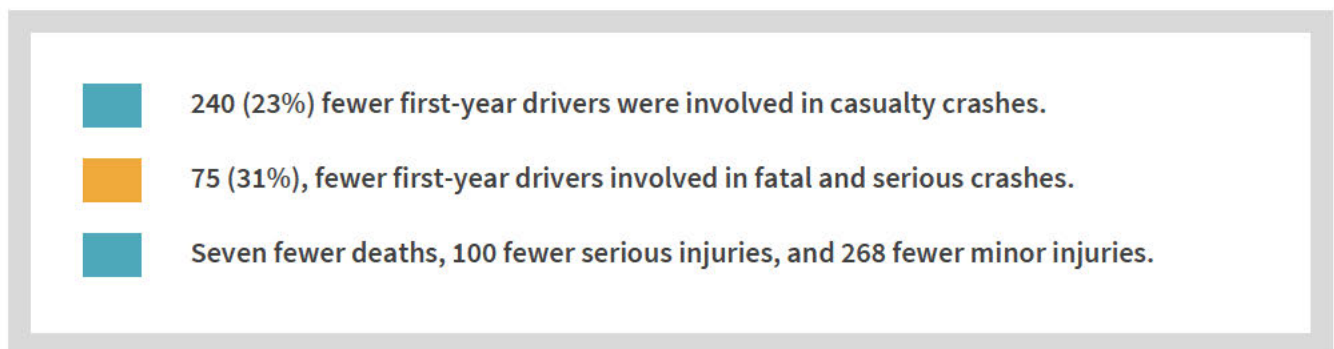 240 (23%) fewer first-year drivers were involved in casualty crashes.
75 (31%), fewer first-year drivers involved in fatal and serious crashes.
Seven fewer deaths, 100 fewer serious injuries, and 268 fewer minor injuries.